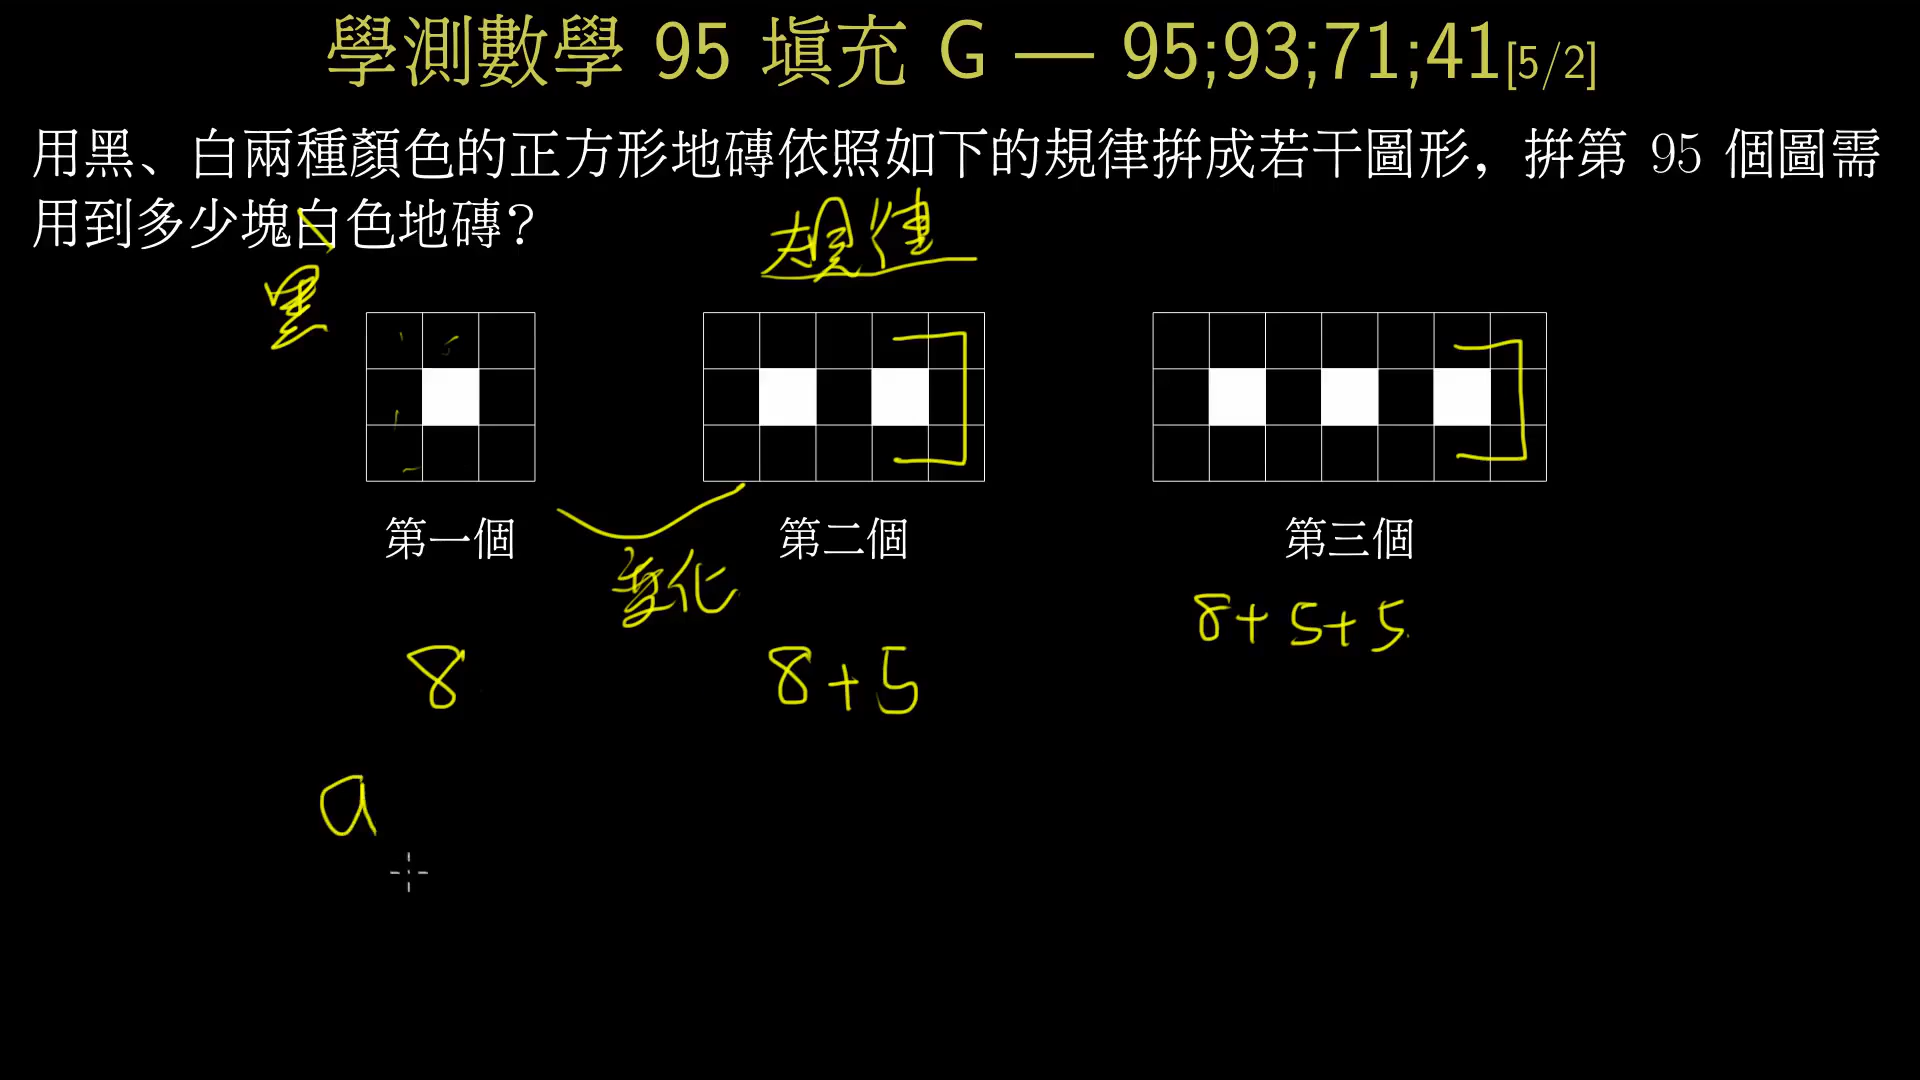 學測數學 95 填充 G — 95;93;71;41[5/2]
用黑、白兩種顏色的正方形地磚依照如下的規律拼成若干圖形，拼第 95 個圖需
用到多少塊白色地磚？
規律
黑
第一個
第二個
第三個
变化
8
8+5
8+5+5
a